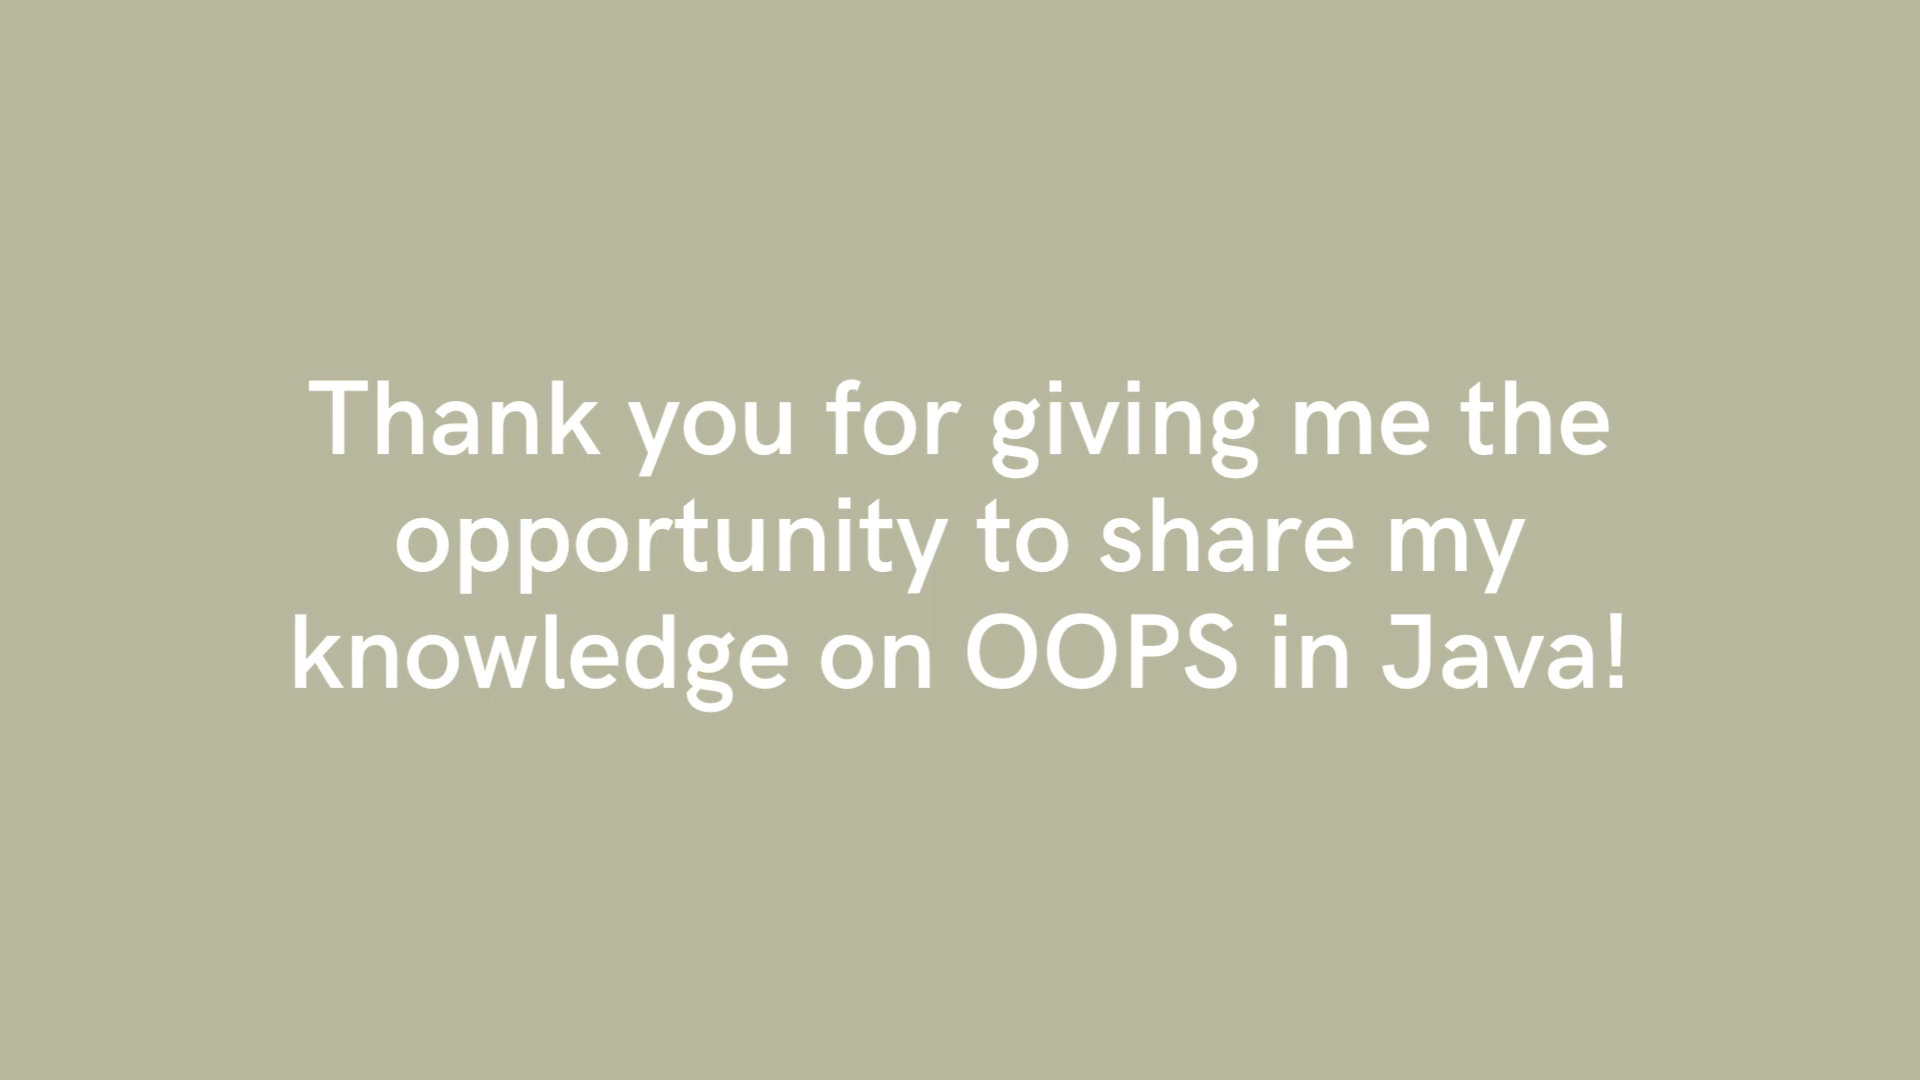 Thank you for giving me the
opportunity to share my
knowledge on OOPS in Java!